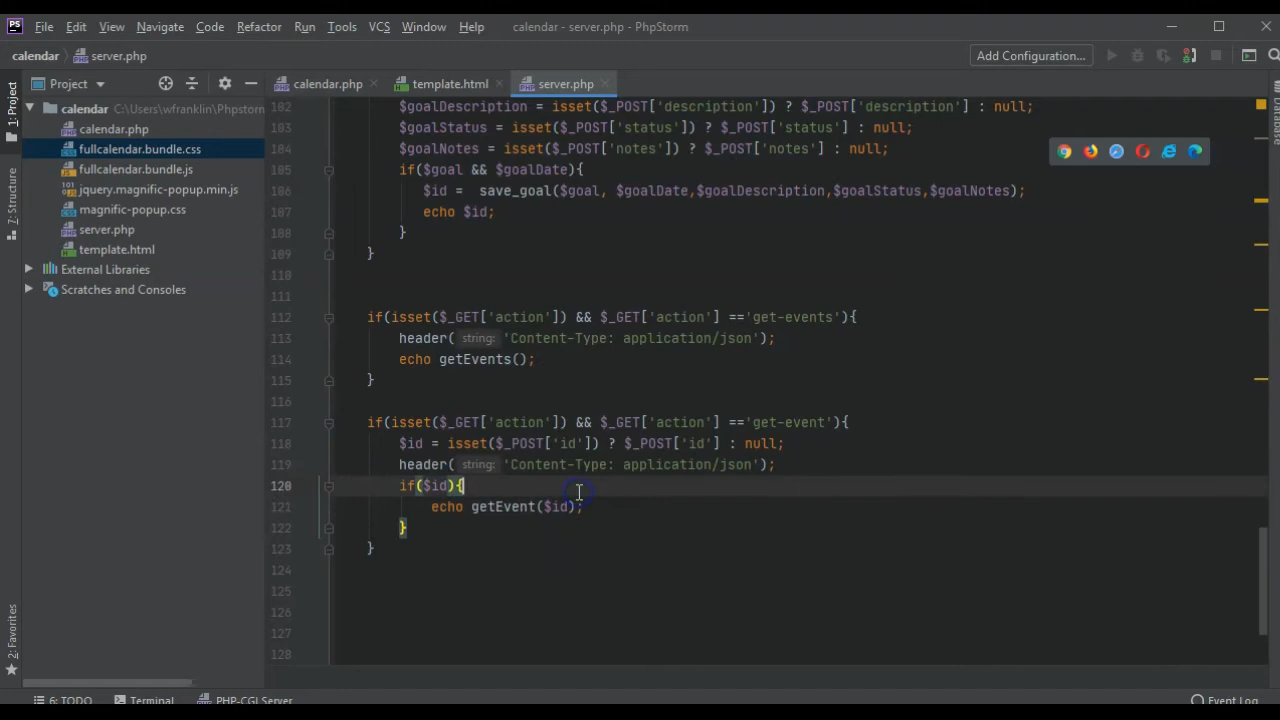 PS File Edit View Navigate Code Refactor Run Tools VCS Window Help calendar - server.php - PhpStorm
calendar server.php Add Configuration...
Project calendar.php template.html server.php
1: Project
Z: Structure
2: Favorites
Database
calendar C:\Users\wfranklin\Phpstorm
calendar.php
fullcalendar.bundle.css
fullcalendar.bundle.js
jquery.magnific-popup.min.js
magnific-popup.css
server.php
template.html
External Libraries
Scratches and Consoles
102 $goalDescription = isset($_POST['description']) ? $_POST['description'] : null;
103 $goalStatus = isset($_POST['status']) ? $_POST['status'] : null;
104 $goalNotes = isset($_POST['notes']) ? $_POST['notes'] : null;
105 if($goal && $goalDate){
106 $id = save_goal($goal, $goalDate,$goalDescription,$goalStatus,$goalNotes);
107 echo $id;
108 }
109 }
110
111
112 if(isset($_GET['action']) && $_GET['action'] =='get-events'){
113 header( string: 'Content-Type: application/json');
114 echo getEvents();
115 }
116
117 if(isset($_GET['action']) && $_GET['action'] =='get-event'){
118 $id = isset($_POST['id']) ? $_POST['id'] : null;
119 header( string: 'Content-Type: application/json');
120 if($id){
121 echo getEvent($id);
122 }
123 }
124
125
126
127
128
6: TODO Terminal PHP-CGI Server Event Log